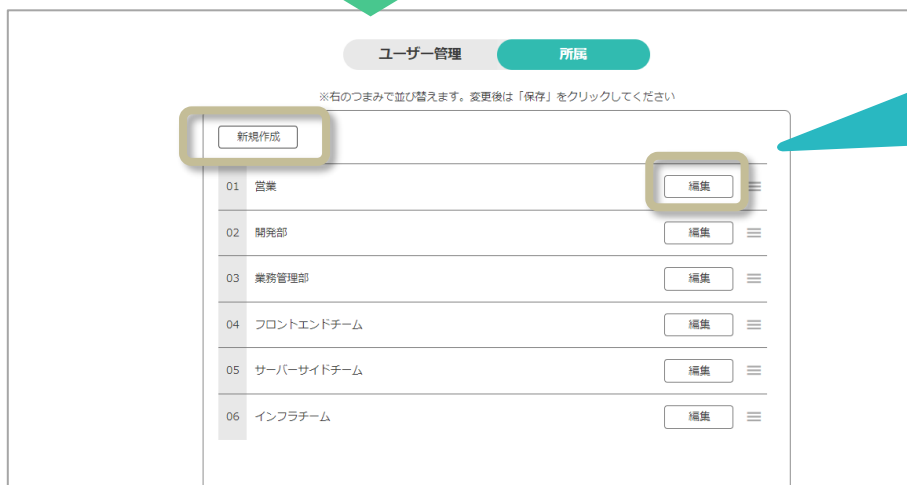 ユーザー管理 所属
※右のつまみで並び替えます。変更後は「保存」をクリックしてください
新規作成
01 営業 編集
02 開発部 編集
03 業務管理部 編集
04 フロントエンドチーム 編集
05 サーバーサイドチーム 編集
06 インフラチーム 編集